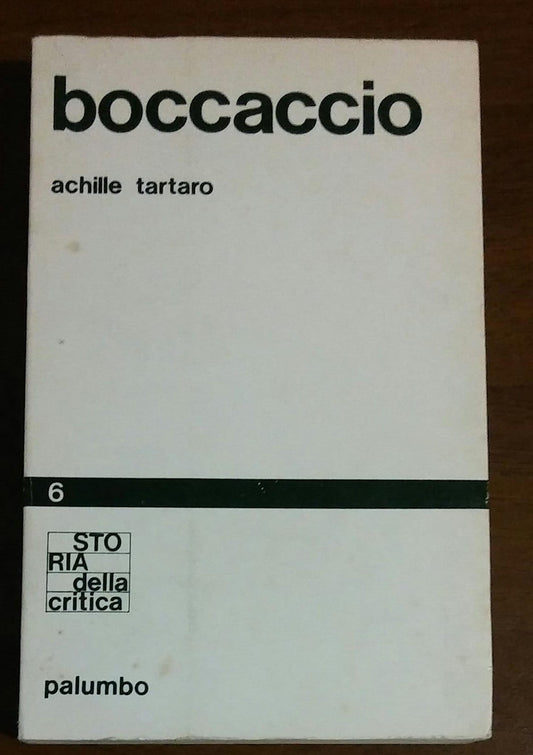 boccaccio
achille tartaro
6
STO
RIA
della
critica
palumbo